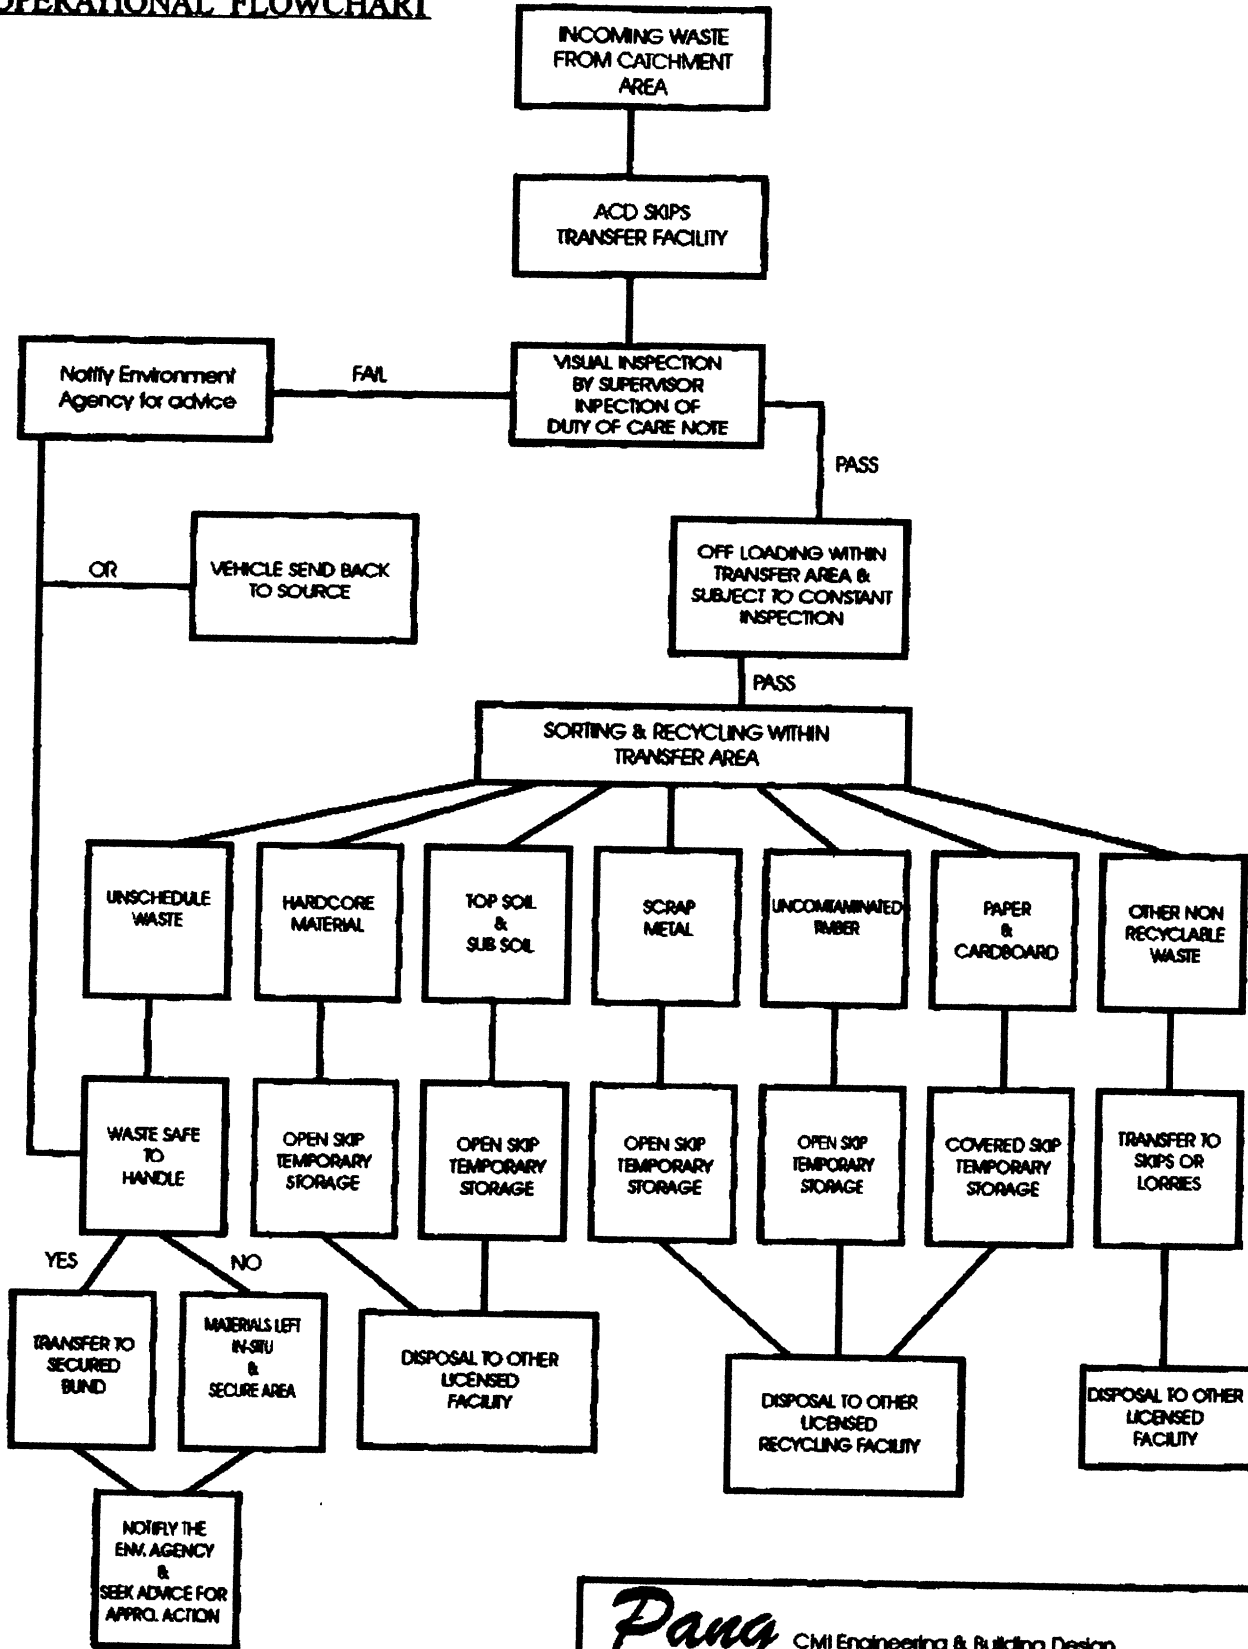 OPERATIONAL FLOWCHART
INCOMING WASTE
FROM CATCHMENT
AREA
ACD SKIPS
TRANSFER FACILITY
VISUAL INSPECTION
BY SUPERVISOR
INPECTION OF
DUTY OF CARE NOTE
FAIL
Notify Environment
Agency for advice
PASS
OR
VEHICLE SEND BACK
TO SOURCE
OFF LOADING WITHIN
TRANSFER AREA &
SUBJECT TO CONSTANT
INSPECTION
PASS
SORTING & RECYCLING WITHIN
TRANSFER AREA
UNSCHEDULE
WASTE
HARDCORE
MATERIAL
TOP SOIL
&
SUB SOIL
SCRAP
METAL
UNCOMTAMINATED
TIMBER
PAPER
&
CARDBOARD
OTHER NON
RECYCLABLE
WASTE
WASTE SAFE
TO
HANDLE
OPEN SKIP
TEMPORARY
STORAGE
OPEN SKIP
TEMPORARY
STORAGE
OPEN SKIP
TEMPORARY
STORAGE
OPEN SKIP
TEMPORARY
STORAGE
COVERED SKIP
TEMPORARY
STORAGE
TRANSFER TO
SKIPS OR
LORRIES
YES
NO
TRANSFER TO
SECURED
BUND
MATERIALS LEFT
IN-SITU
&
SECURE AREA
DISPOSAL TO OTHER
LICENSED
FACILITY
DISPOSAL TO OTHER
LICENSED
RECYCLING FACILITY
DISPOSAL TO OTHER
LICENSED
FACILITY
NOTIFLY THE
ENV. AGENCY
&
SEEK ADVICE FOR
APPRO. ACTION
Pang
CMI Engineering & Building Design